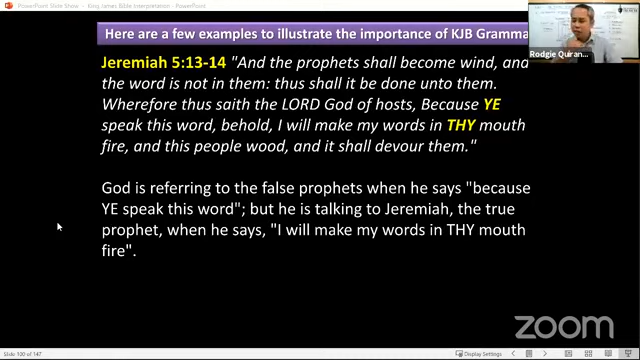 PowerPoint Slide Show - King James Bible Interpretation - PowerPoint
Here are a few examples to illustrate the importance of KJB Gramma
Rodgie Quiran...
Jeremiah 5:13-14 "And the prophets shall become wind, and
the word is not in them: thus shall it be done unto them.
Wherefore thus saith the LORD God of hosts, Because YE
speak this word, behold, I will make my words in THY mouth
fire, and this people wood, and it shall devour them."
God is referring to the false prophets when he says "because
YE speak this word"; but he is talking to Jeremiah, the true
prophet, when he says, "I will make my words in THY mouth
fire".
zoom
Slide 100 of 147
Display Settings